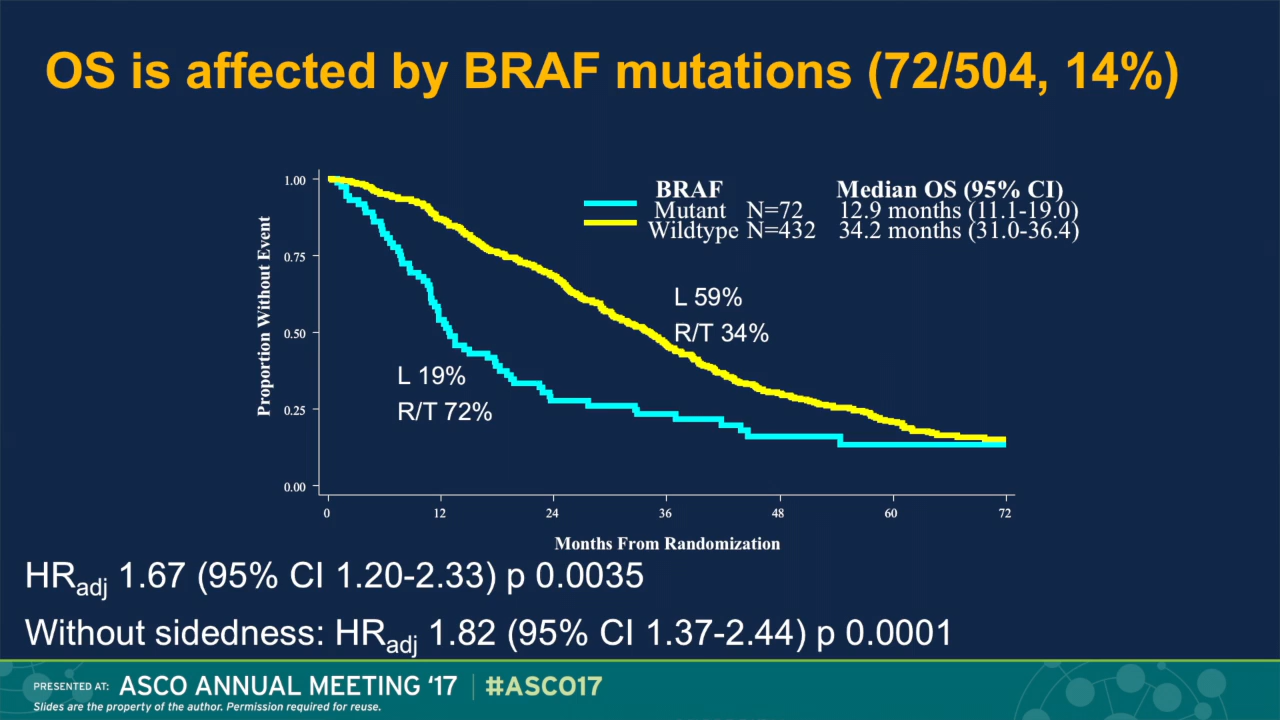 OS is affected by BRAF mutations (72/504, 14%)
BRAF Median OS (95% CI)
Mutant N=72 12.9 months (11.1-19.0)
Wildtype N=432 34.2 months (31.0-36.4)
Proportion Without Event
1.00
0.75
0.50
0.25
0.00
L 59%
R/T 34%
L 19%
R/T 72%
0 12 24 36 48 60 72
Months From Randomization
HRadj 1.67 (95% CI 1.20-2.33) p 0.0035
Without sidedness: HRadj 1.82 (95% CI 1.37-2.44) p 0.0001
PRESENTED AT: ASCO ANNUAL MEETING ‘17 | #ASCO17
Slides are the property of the author. Permission required for reuse.